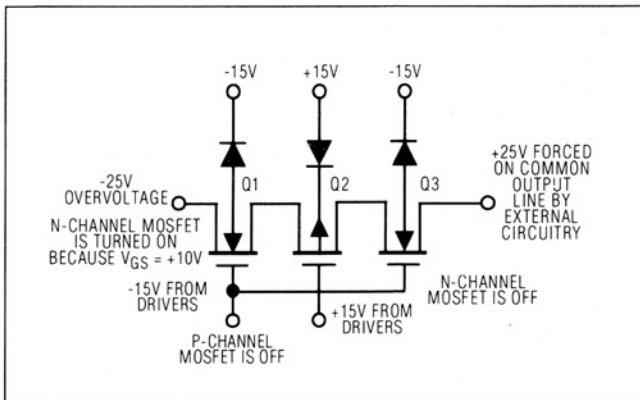 -15V
+15V
-15V
Q1
Q2
Q3
-25V
OVERVOLTAGE
+25V FORCED
ON COMMON
OUTPUT
LINE BY
EXTERNAL
CIRCUITRY
N-CHANNEL MOSFET
IS TURNED ON
BECAUSE VGS = +10V
-15V FROM
DRIVERS
+15V FROM
DRIVERS
N-CHANNEL
MOSFET IS OFF
P-CHANNEL
MOSFET IS OFF